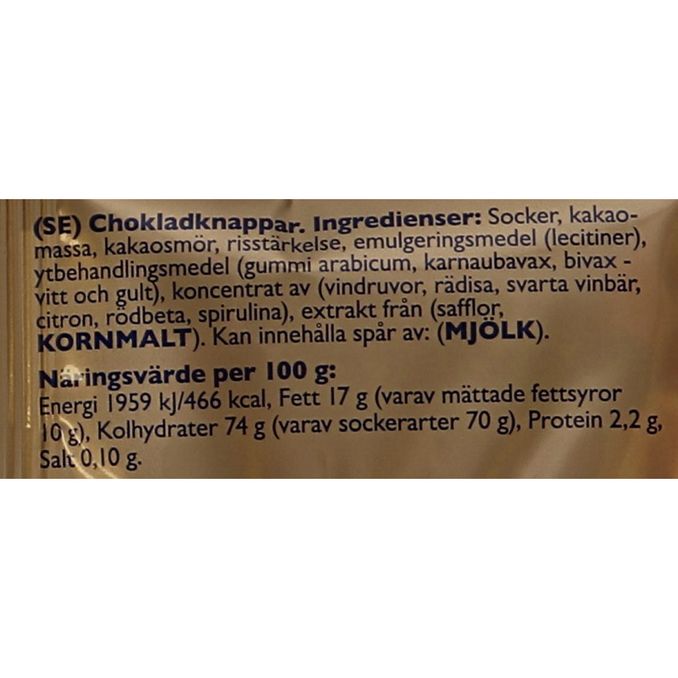 (SE) Chokladknappar. Ingredienser: Socker, kakao-
massa, kakaosmör, risstärkelse, emulgeringsmedel (lecitiner),
ytbehandlingsmedel (gummi arabicum, karnaubavax, bivax -
vitt och gult), koncentrat av (vindruvor, rädisa, svarta vinbär,
citron, rödbeta, spirulina), extrakt från (safflor,
KORNMALT). Kan innehålla spår av: (MJÖLK).
Näringsvärde per 100 g:
Energi 1959 kJ/466 kcal, Fett 17 g (varav mättade fettsyror
10 g), Kolhydrater 74 g (varav sockerarter 70 g), Protein 2,2 g,
Salt 0,10 g.